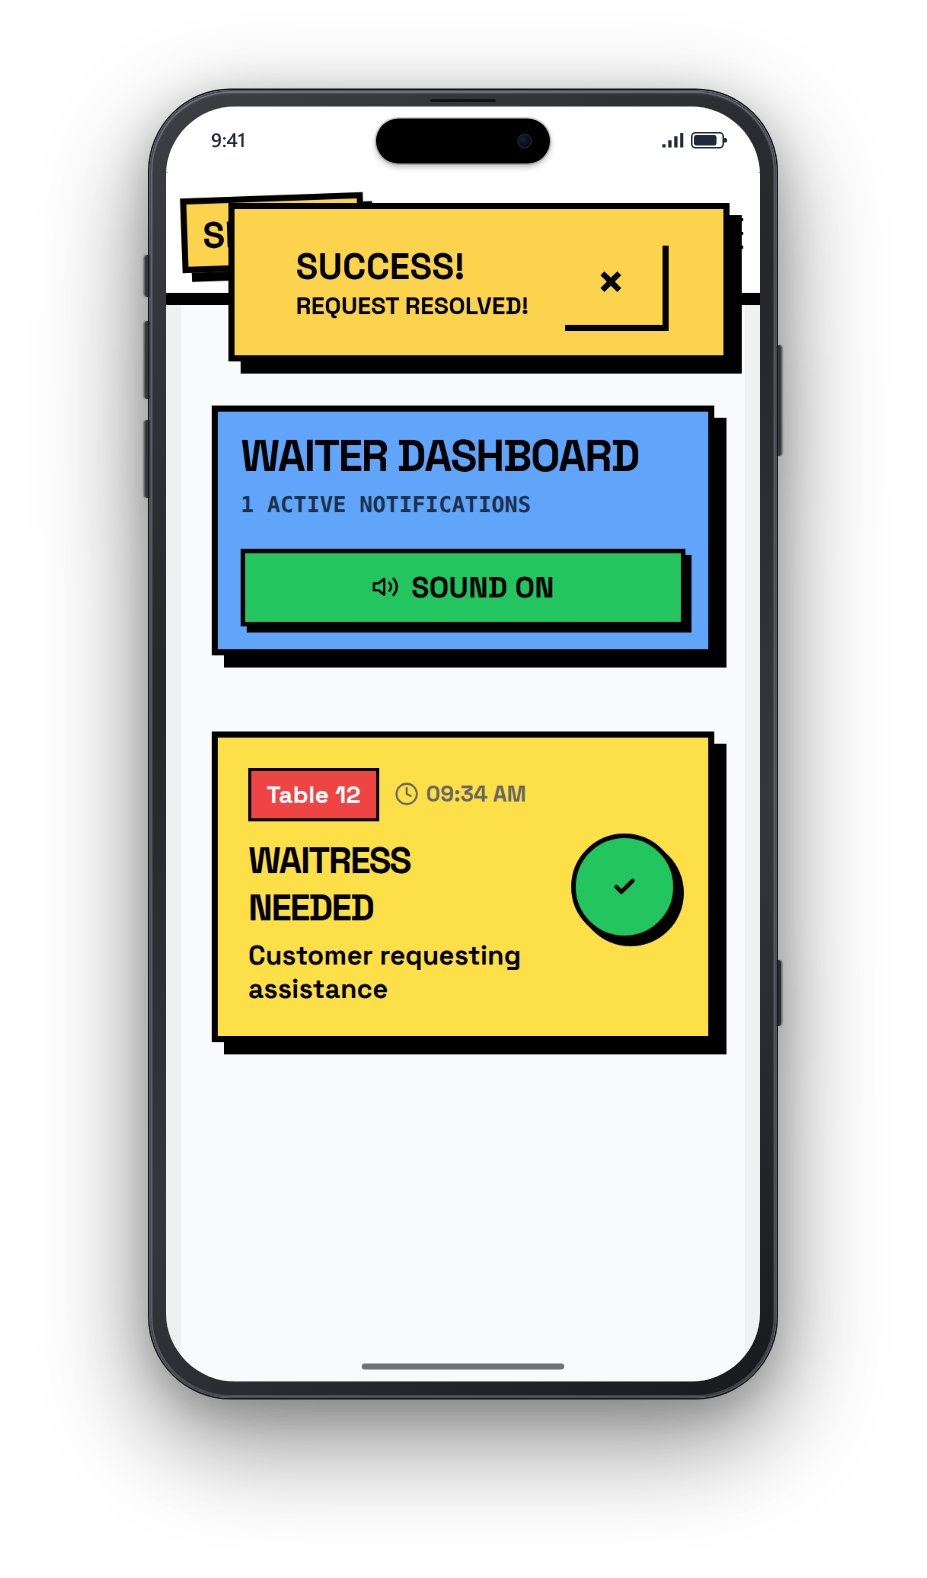 9:41
SUCCESS!
REQUEST RESOLVED!
WAITER DASHBOARD
1 ACTIVE NOTIFICATIONS
SOUND ON
Table 12
09:34 AM
WAITRESS
NEEDED
Customer requesting
assistance